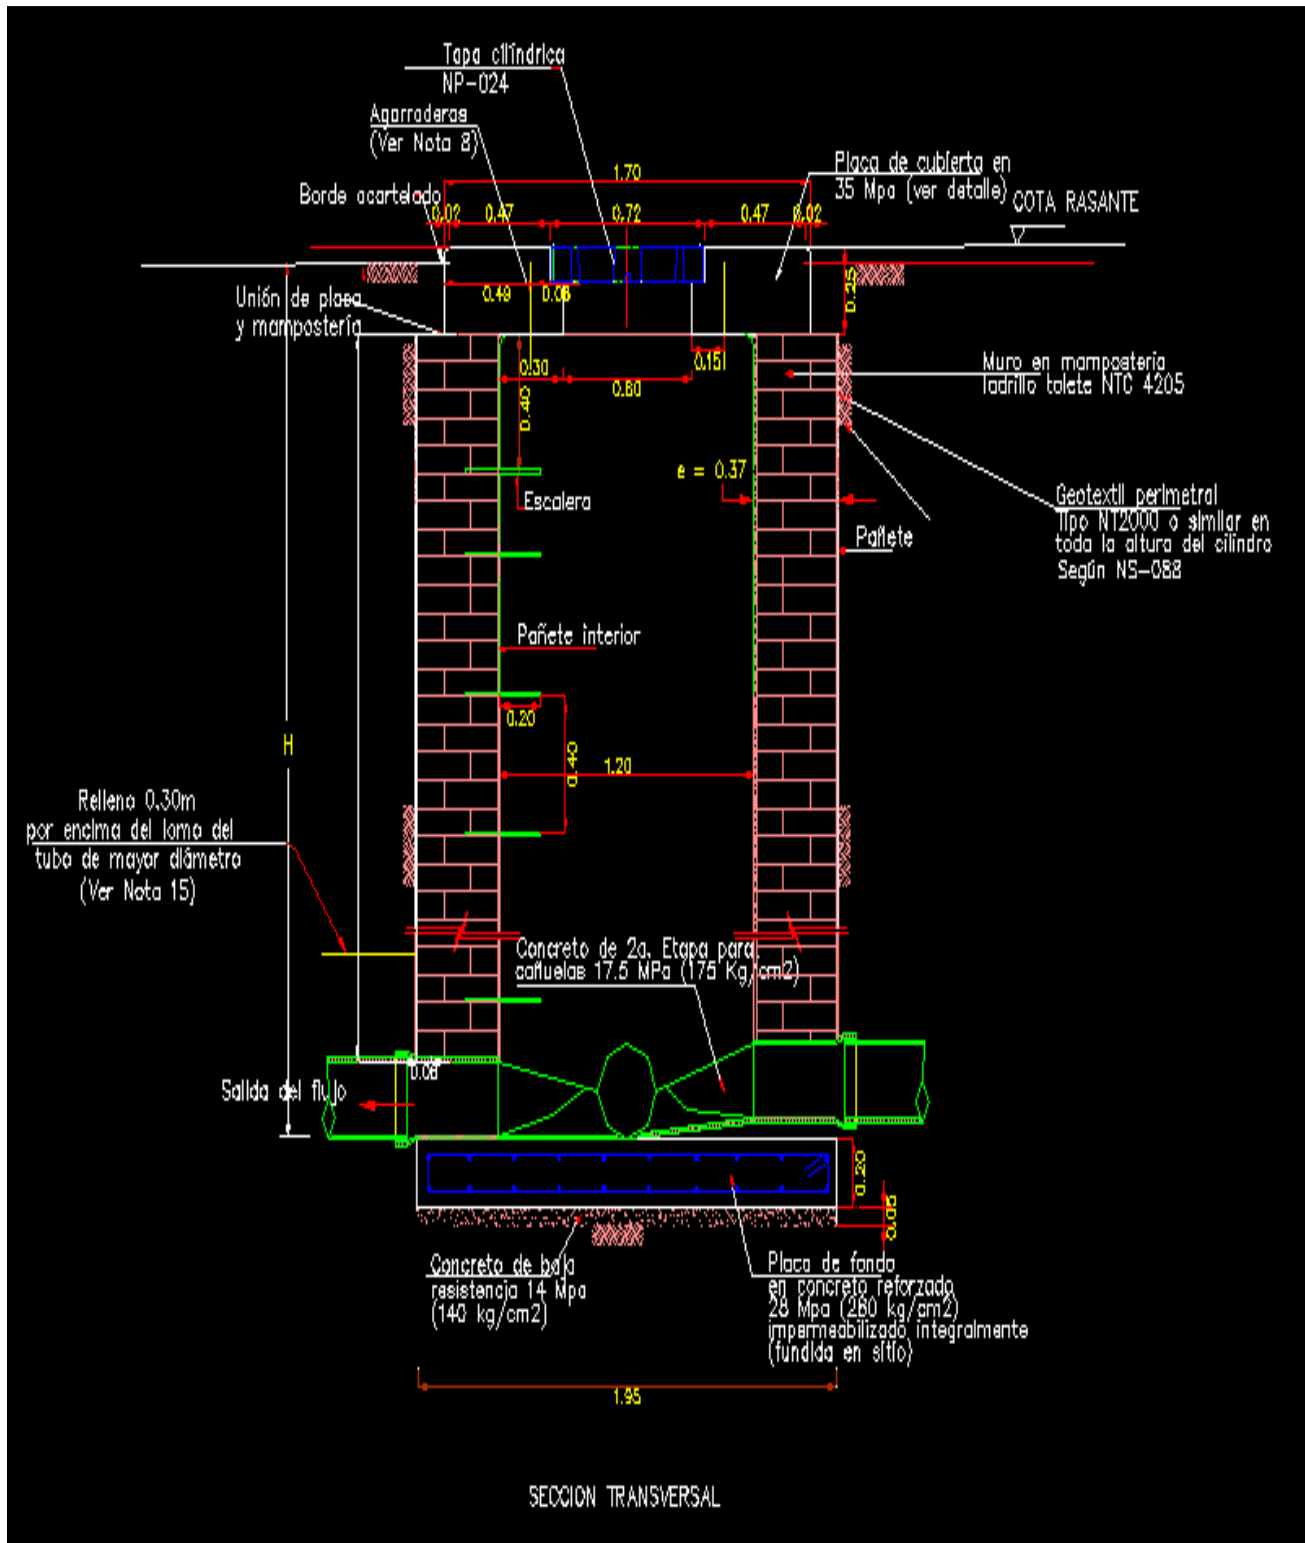 Tapa cilíndrica
NP-024
Agarraderas
(Ver Nota 8)
Placa de cubierta en
35 Mpa (ver detalle)
1.70
Borde acartelado
COTA RASANTE
0.02
0.47
0.72
0.47
0.02
Unión de placa
y mampostería
0.49
0.06
0.25
0.30
0.60
0.15
0.40
Muro en mampostería
ladrillo tolete NTC 4205
e = 0.37
Escalera
Geotextil perimetral
Tipo NT2000 o similar en
toda la altura del cilindro
Según NS-088
Pañete
Pañete interior
0.20
0.40
1.20
H
Relleno 0.30m
por encima del lomo del
tubo de mayor diámetro
(Ver Nota 15)
Concreto de 2a. Etapa para
cañuelas 17.5 MPa (175 Kg/cm2)
0.06
Salida del flujo
0.20
0.05
Concreto de baja
resistencia 14 Mpa
(140 kg/cm2)
Placa de fondo
en concreto reforzado
28 Mpa (280 kg/cm2)
impermeabilizado integralmente
(fundida en sitio)
1.95
SECCION TRANSVERSAL